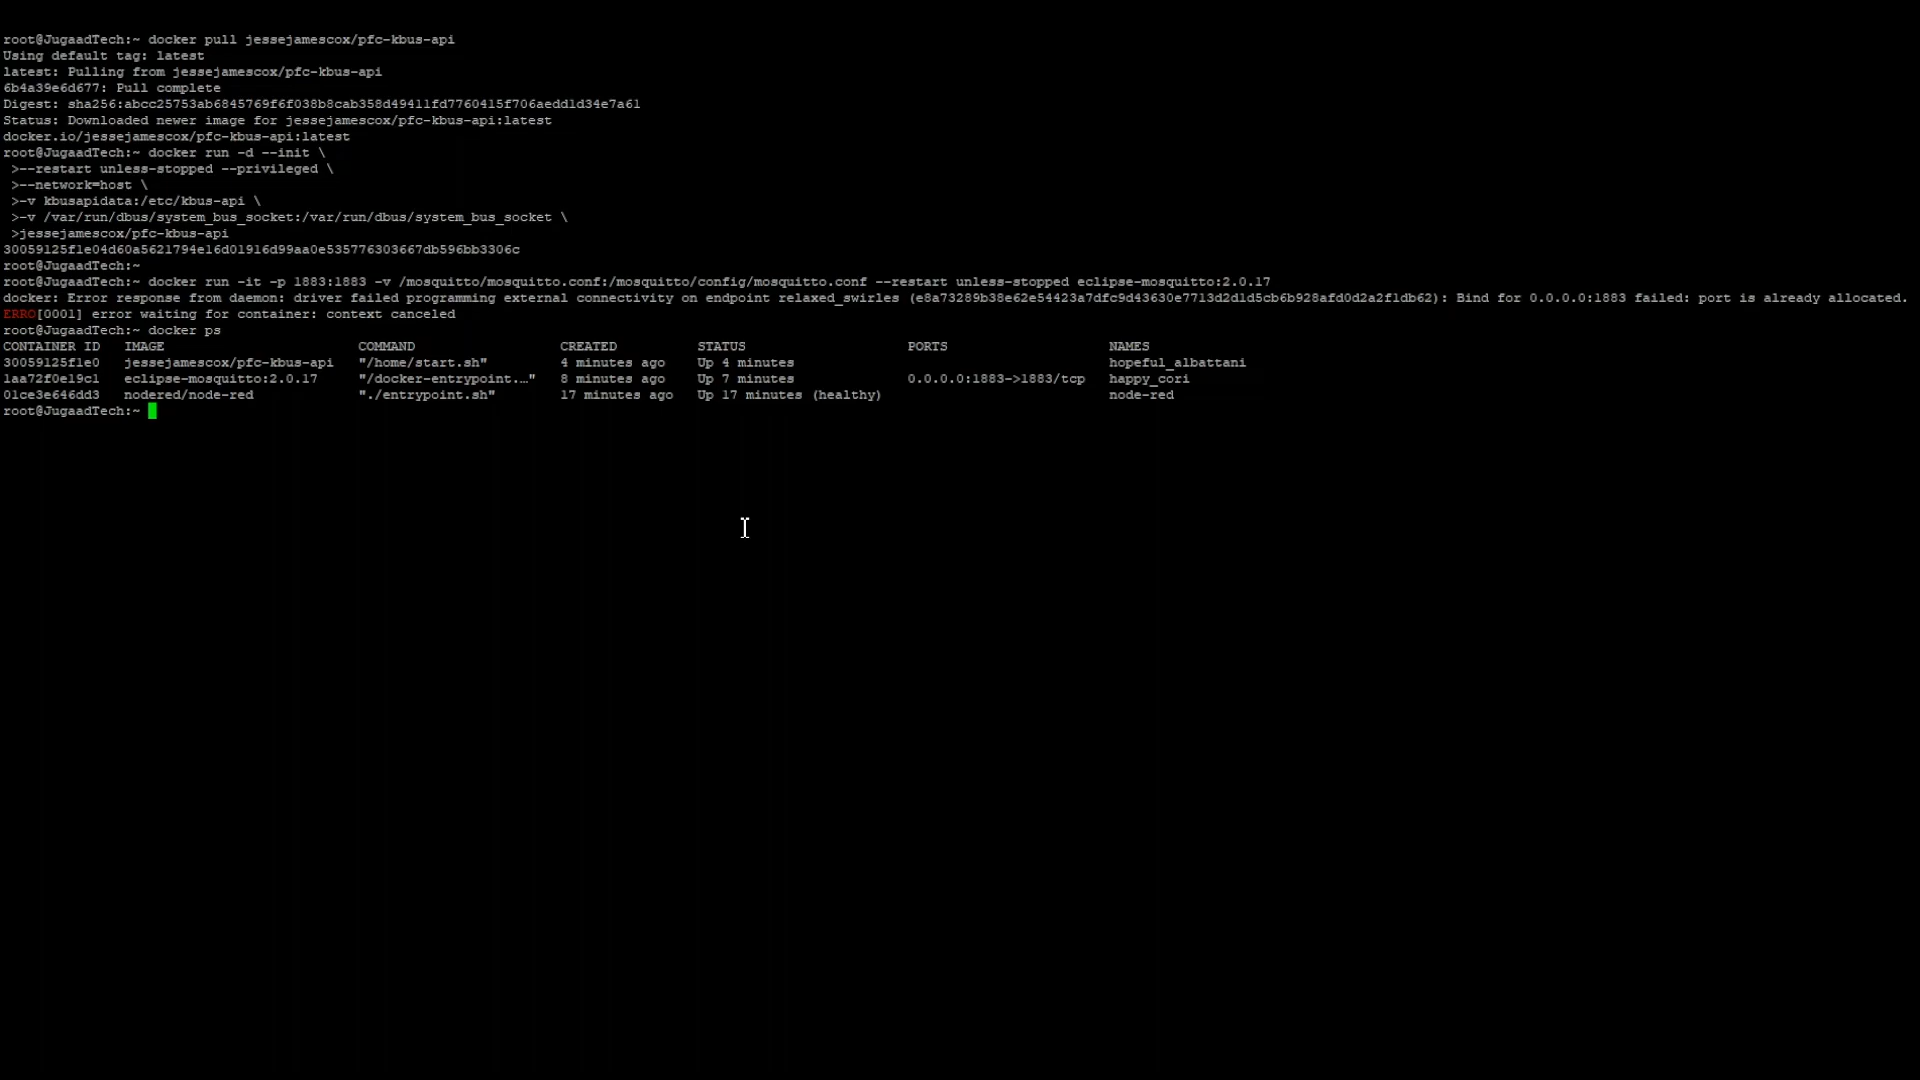 root@JugaadTech:~ docker pull jessejamescox/pfc-kbus-api
Using default tag: latest
latest: Pulling from jessejamescox/pfc-kbus-api
6b4a39e6d677: Pull complete
Digest: sha256:abcc25753ab6845769f6f038b8cab358d49411fd7760415f706aedd1d34e7a61
Status: Downloaded newer image for jessejamescox/pfc-kbus-api:latest
docker.io/jessejamescox/pfc-kbus-api:latest
root@JugaadTech:~ docker run -d --init \
>--restart unless-stopped --privileged \
>--network=host \
>-v kbusapidata:/etc/kbus-api \
>-v /var/run/dbus/system_bus_socket:/var/run/dbus/system_bus_socket \
>jessejamescox/pfc-kbus-api
30059125f1e04d60a5621794e16d01916d99aa0e535776303667db596bb3306c
root@JugaadTech:~
root@JugaadTech:~ docker run -it -p 1883:1883 -v /mosquitto/mosquitto.conf:/mosquitto/config/mosquitto.conf --restart unless-stopped eclipse-mosquitto:2.0.17
docker: Error response from daemon: driver failed programming external connectivity on endpoint relaxed_swirles (e8a73289b38e62e54423a7dfc9d43630e7713d2d1d5cb6b928afd0d2a2f1db62): Bind for 0.0.0.0:1883 failed: port is already allocated.
ERRO[0001] error waiting for container: context canceled
root@JugaadTech:~ docker ps
CONTAINER ID IMAGE COMMAND CREATED STATUS PORTS NAMES
30059125f1e0 jessejamescox/pfc-kbus-api "/home/start.sh" 4 minutes ago Up 4 minutes hopeful_albattani
1aa72f0e19c1 eclipse-mosquitto:2.0.17 "/docker-entrypoint.…" 8 minutes ago Up 7 minutes 0.0.0.0:1883->1883/tcp happy_cori
01ce3e646dd3 nodered/node-red "./entrypoint.sh" 17 minutes ago Up 17 minutes (healthy) node-red
root@JugaadTech:~